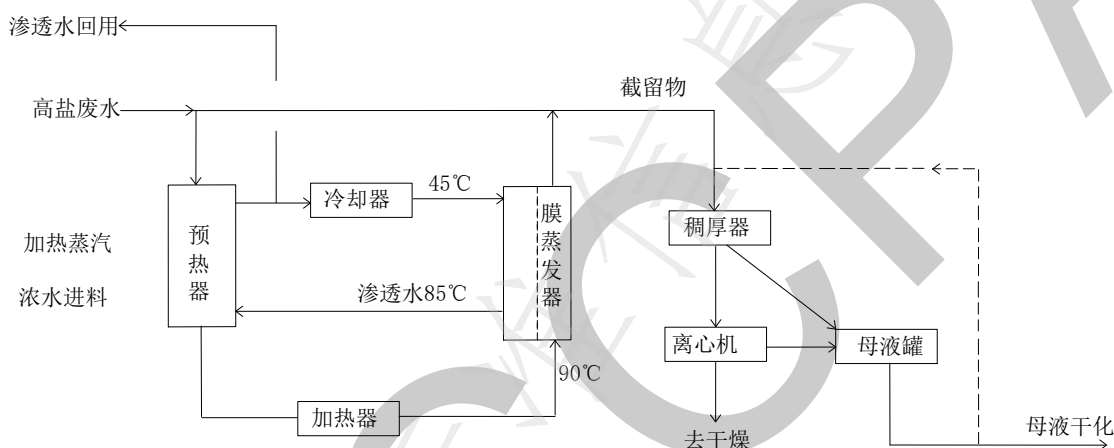 渗透水回用
高盐废水
截留物
冷却器
45℃
预热器
膜蒸发器
稠厚器
加热蒸汽
浓水进料
渗透水85℃
离心机
母液罐
90℃
加热器
去干燥
母液干化
CCPA